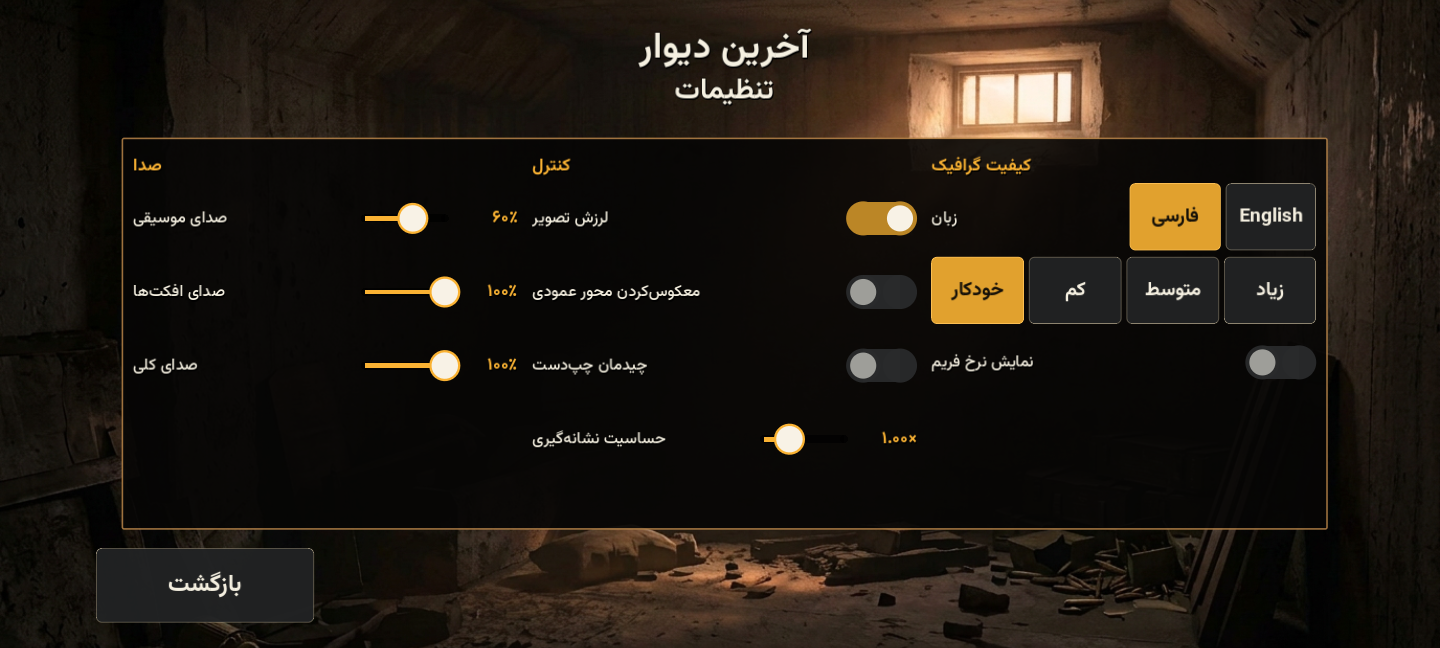 آخرین دیوار
تنظیمات
صدا
صدای موسیقی
۶۰٪
صدای افکت‌ها
۱۰۰٪
صدای کلی
۱۰۰٪
کنترل
لرزش تصویر
معکوس‌کردن محور عمودی
چیدمان چپ‌دست
حساسیت نشانه‌گیری
۱.۰۰×
کیفیت گرافیک
زبان
فارسی
English
خودکار
کم
متوسط
زیاد
نمایش نرخ فریم
بازگشت